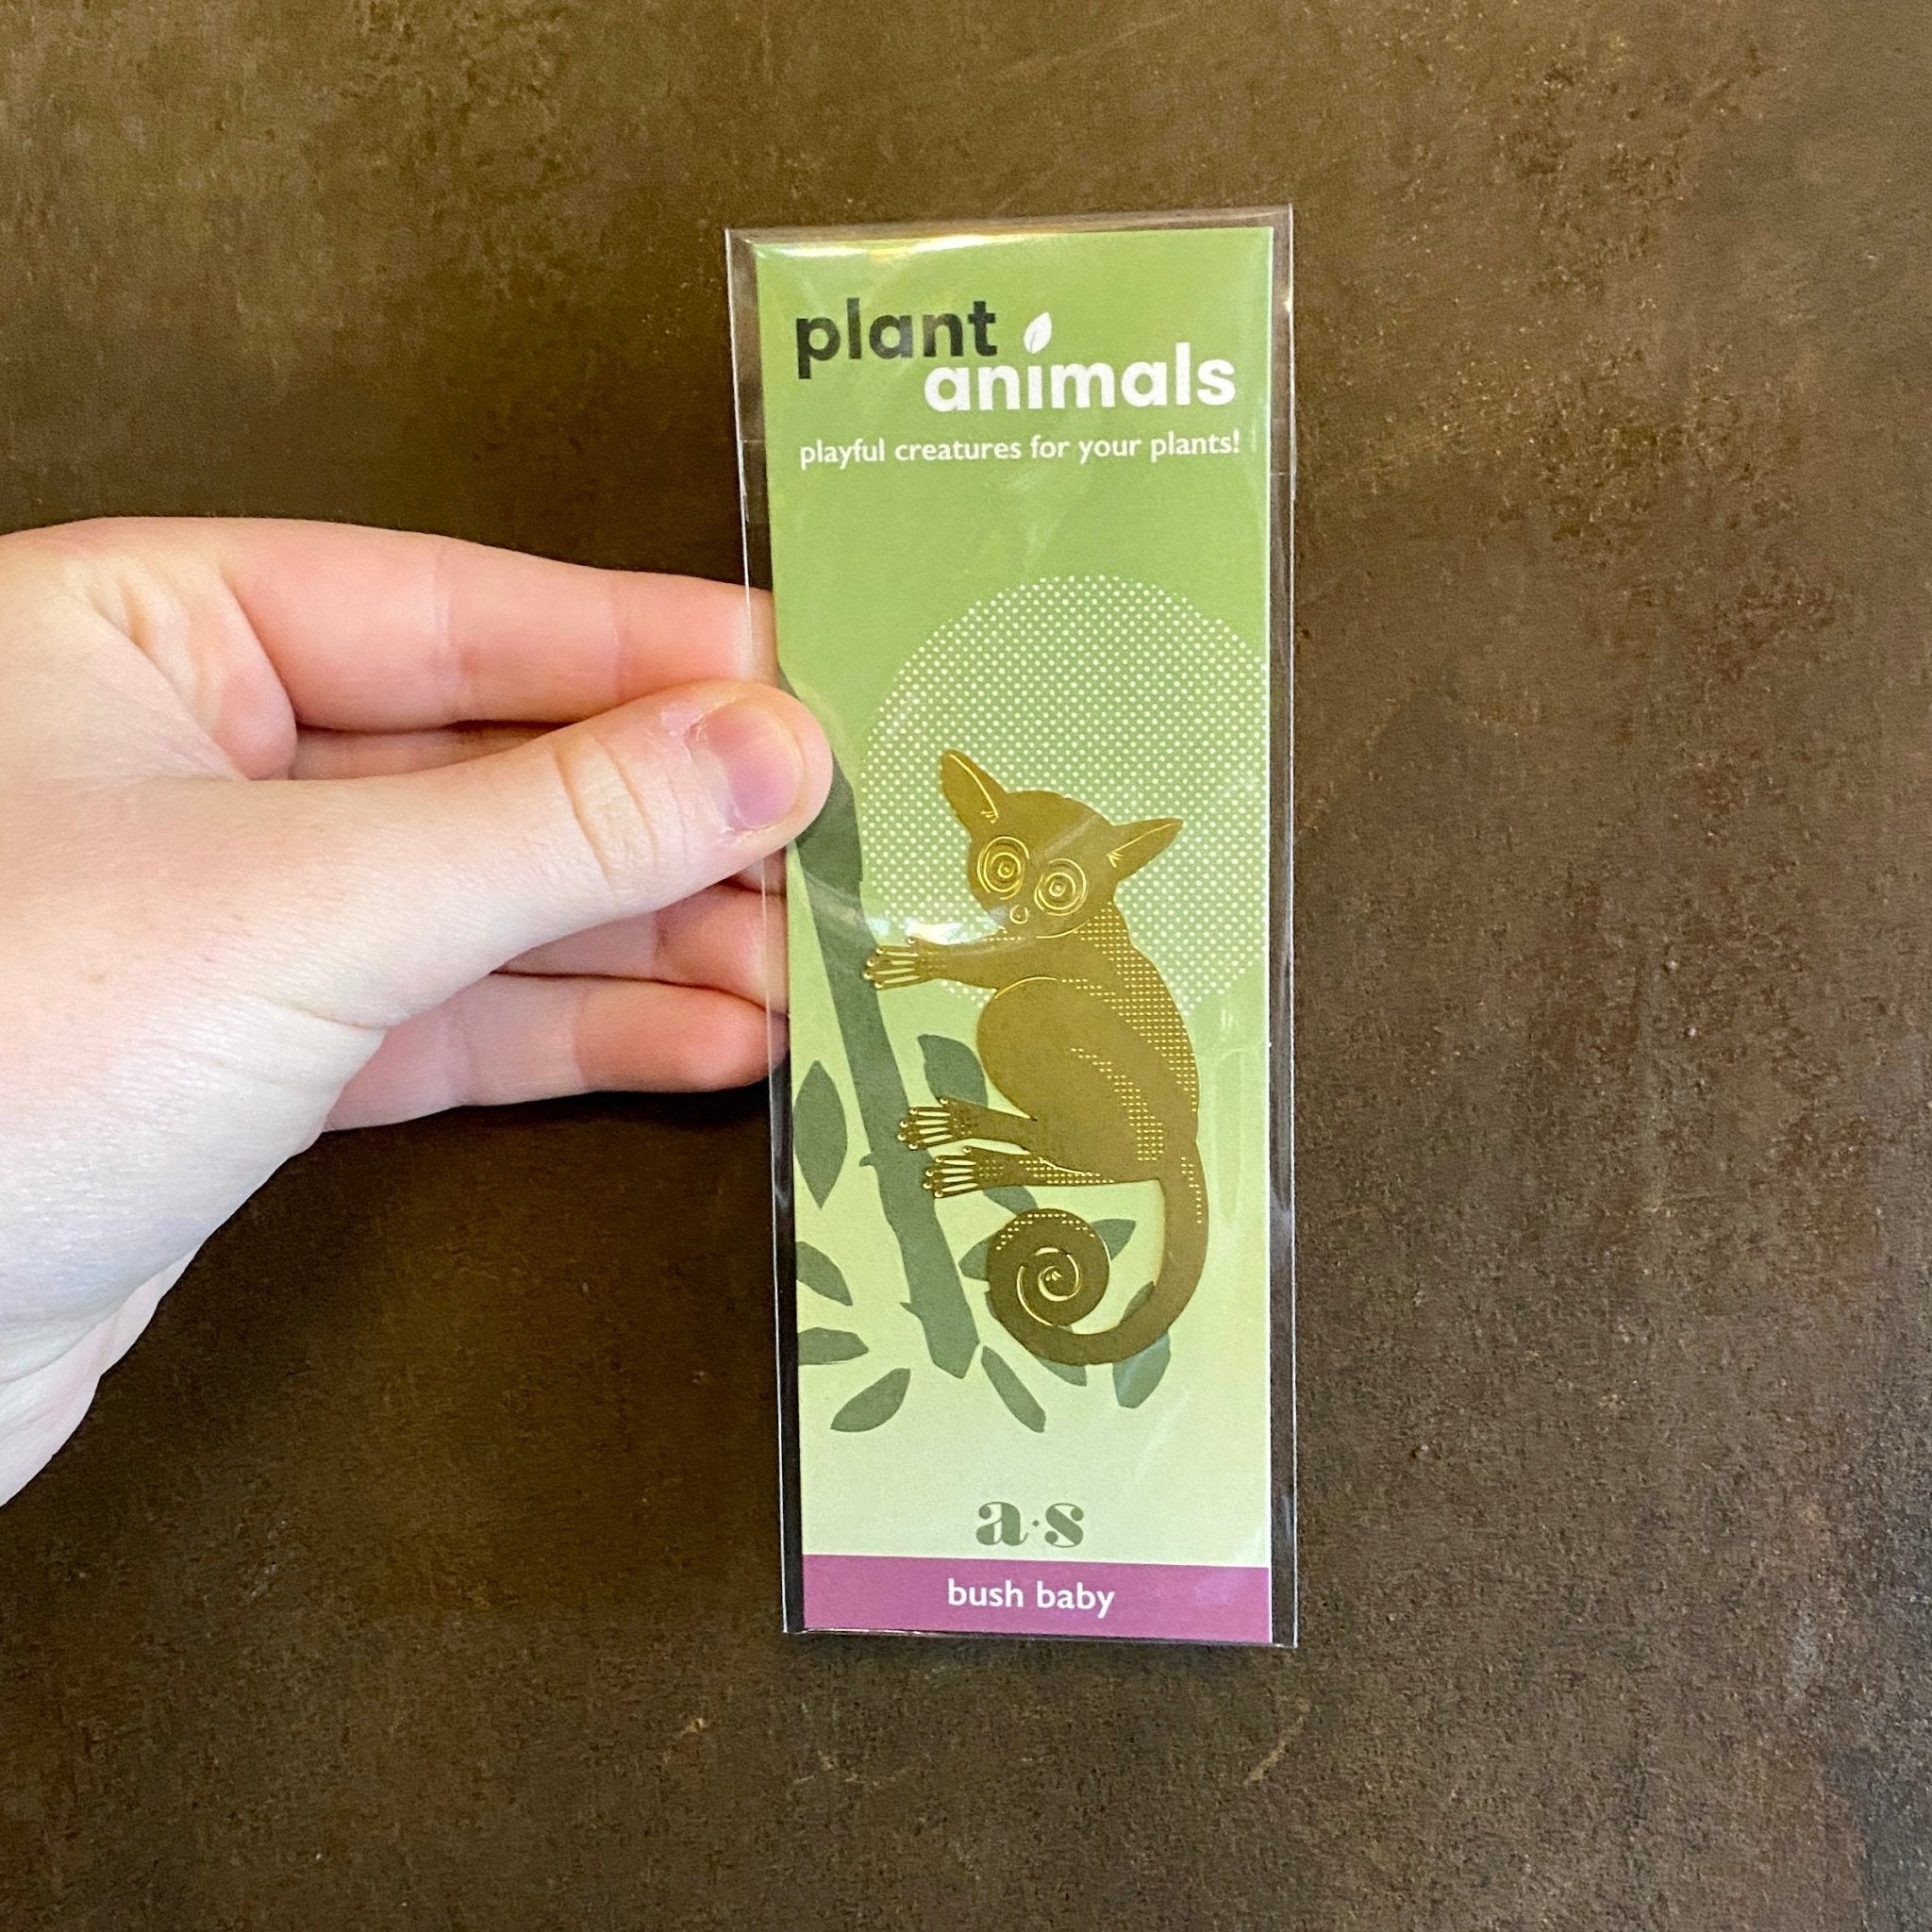 plant
animals
playful creatures for your plants!
a·s
bush baby